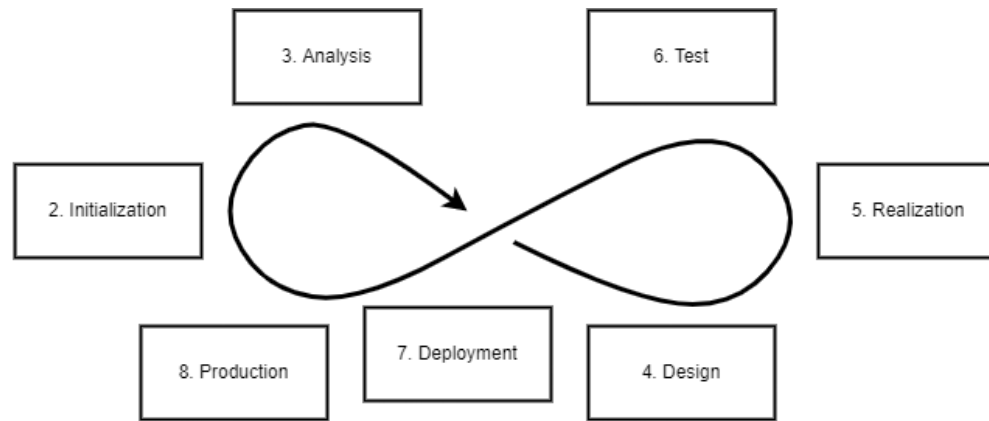 3. Analysis
6. Test
2. Initialization
5. Realization
7. Deployment
8. Production
4. Design